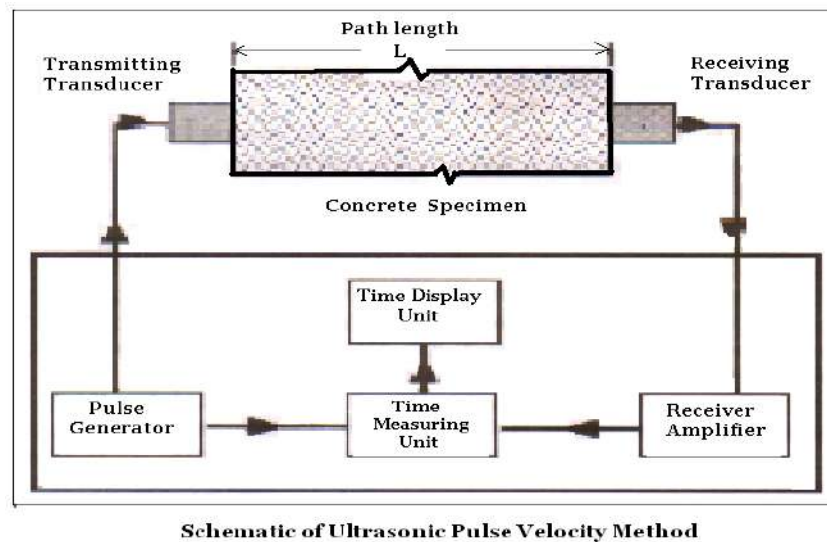 Path length
L
Transmitting
Transducer
Receiving
Transducer
Concrete Specimen
Time Display
Unit
Pulse
Generator
Time
Measuring
Unit
Receiver
Amplifier
Schematic of Ultrasonic Pulse Velocity Method